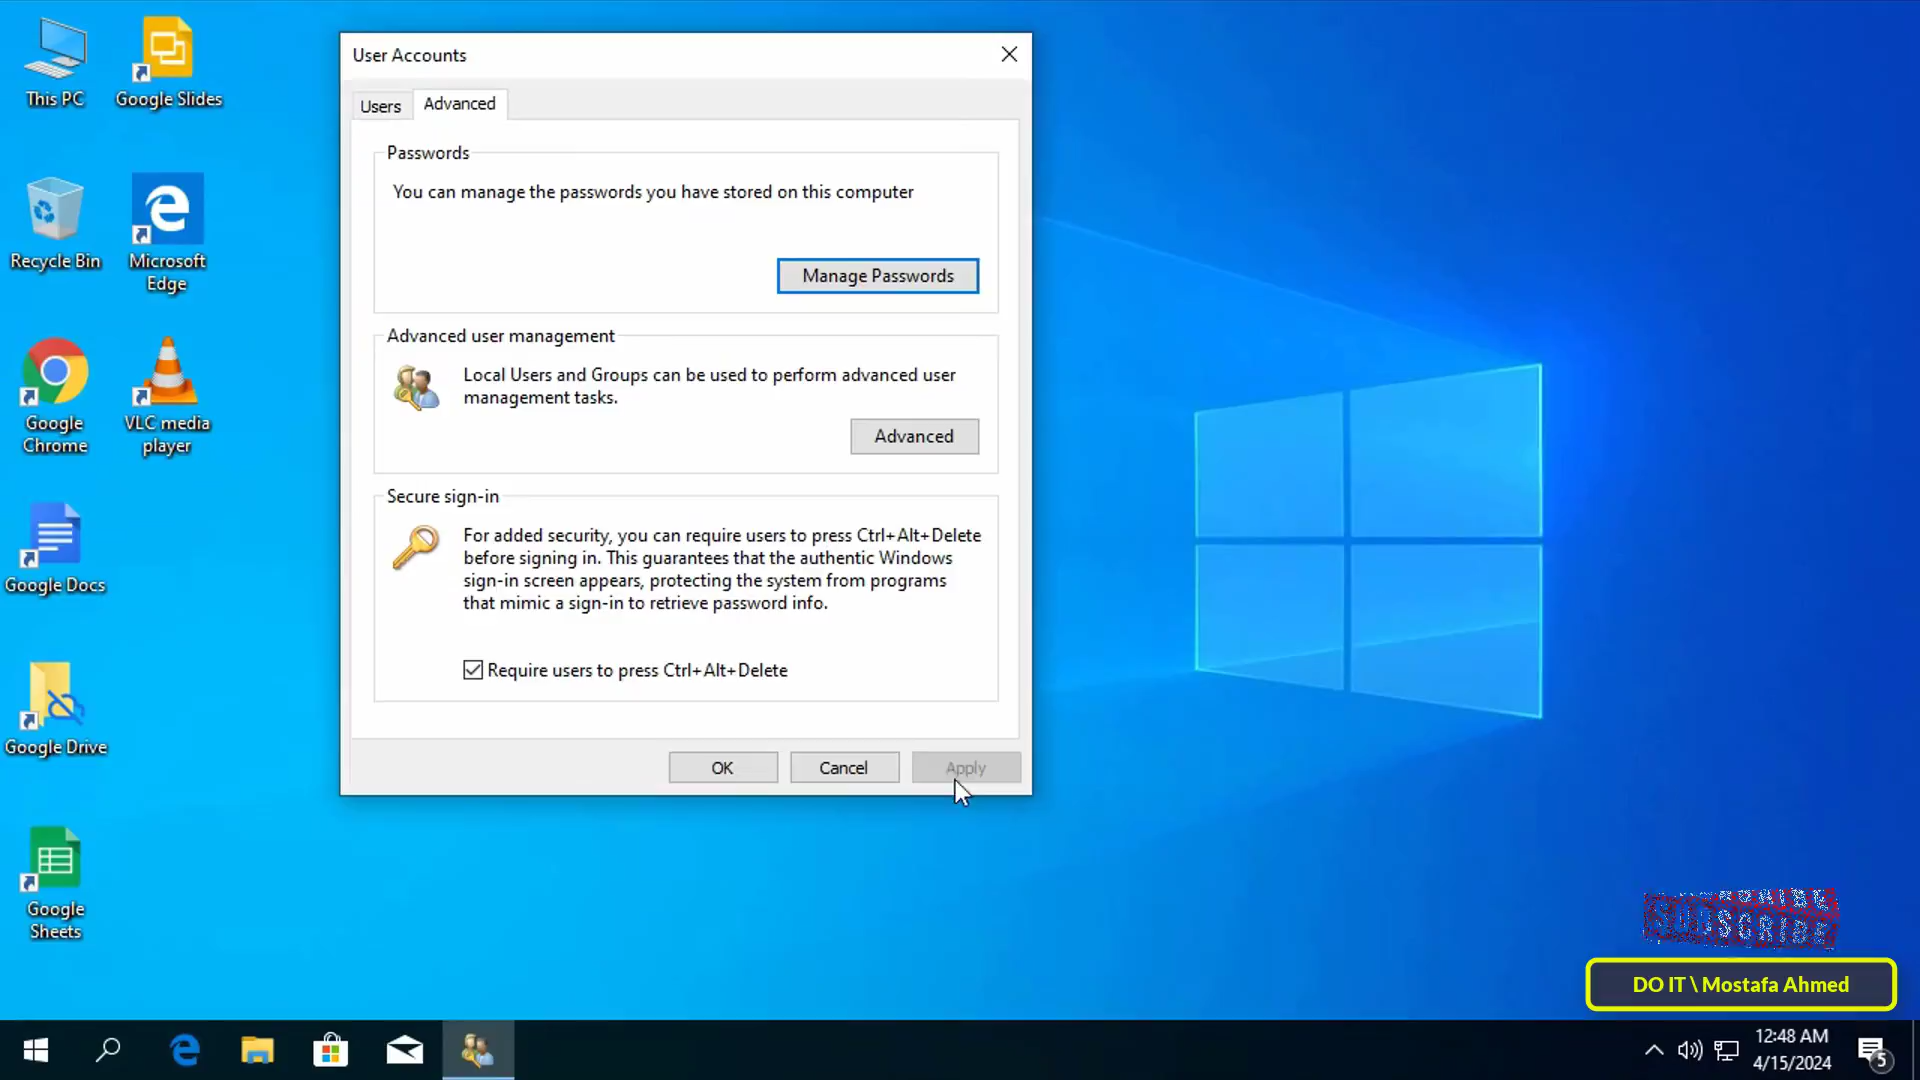 This PC
Google Slides
Recycle Bin
Microsoft
Edge
Google
Chrome
VLC media
player
Google Docs
Google Drive
Google
Sheets
User Accounts
Users
Advanced
Passwords
You can manage the passwords you have stored on this computer
Manage Passwords
Advanced user management
Local Users and Groups can be used to perform advanced user
management tasks.
Advanced
Secure sign-in
For added security, you can require users to press Ctrl+Alt+Delete
before signing in. This guarantees that the authentic Windows
sign-in screen appears, protecting the system from programs
that mimic a sign-in to retrieve password info.
Require users to press Ctrl+Alt+Delete
OK
Cancel
Apply
SUBSCRIBE
DO IT \ Mostafa Ahmed
12:48 AM
4/15/2024
5